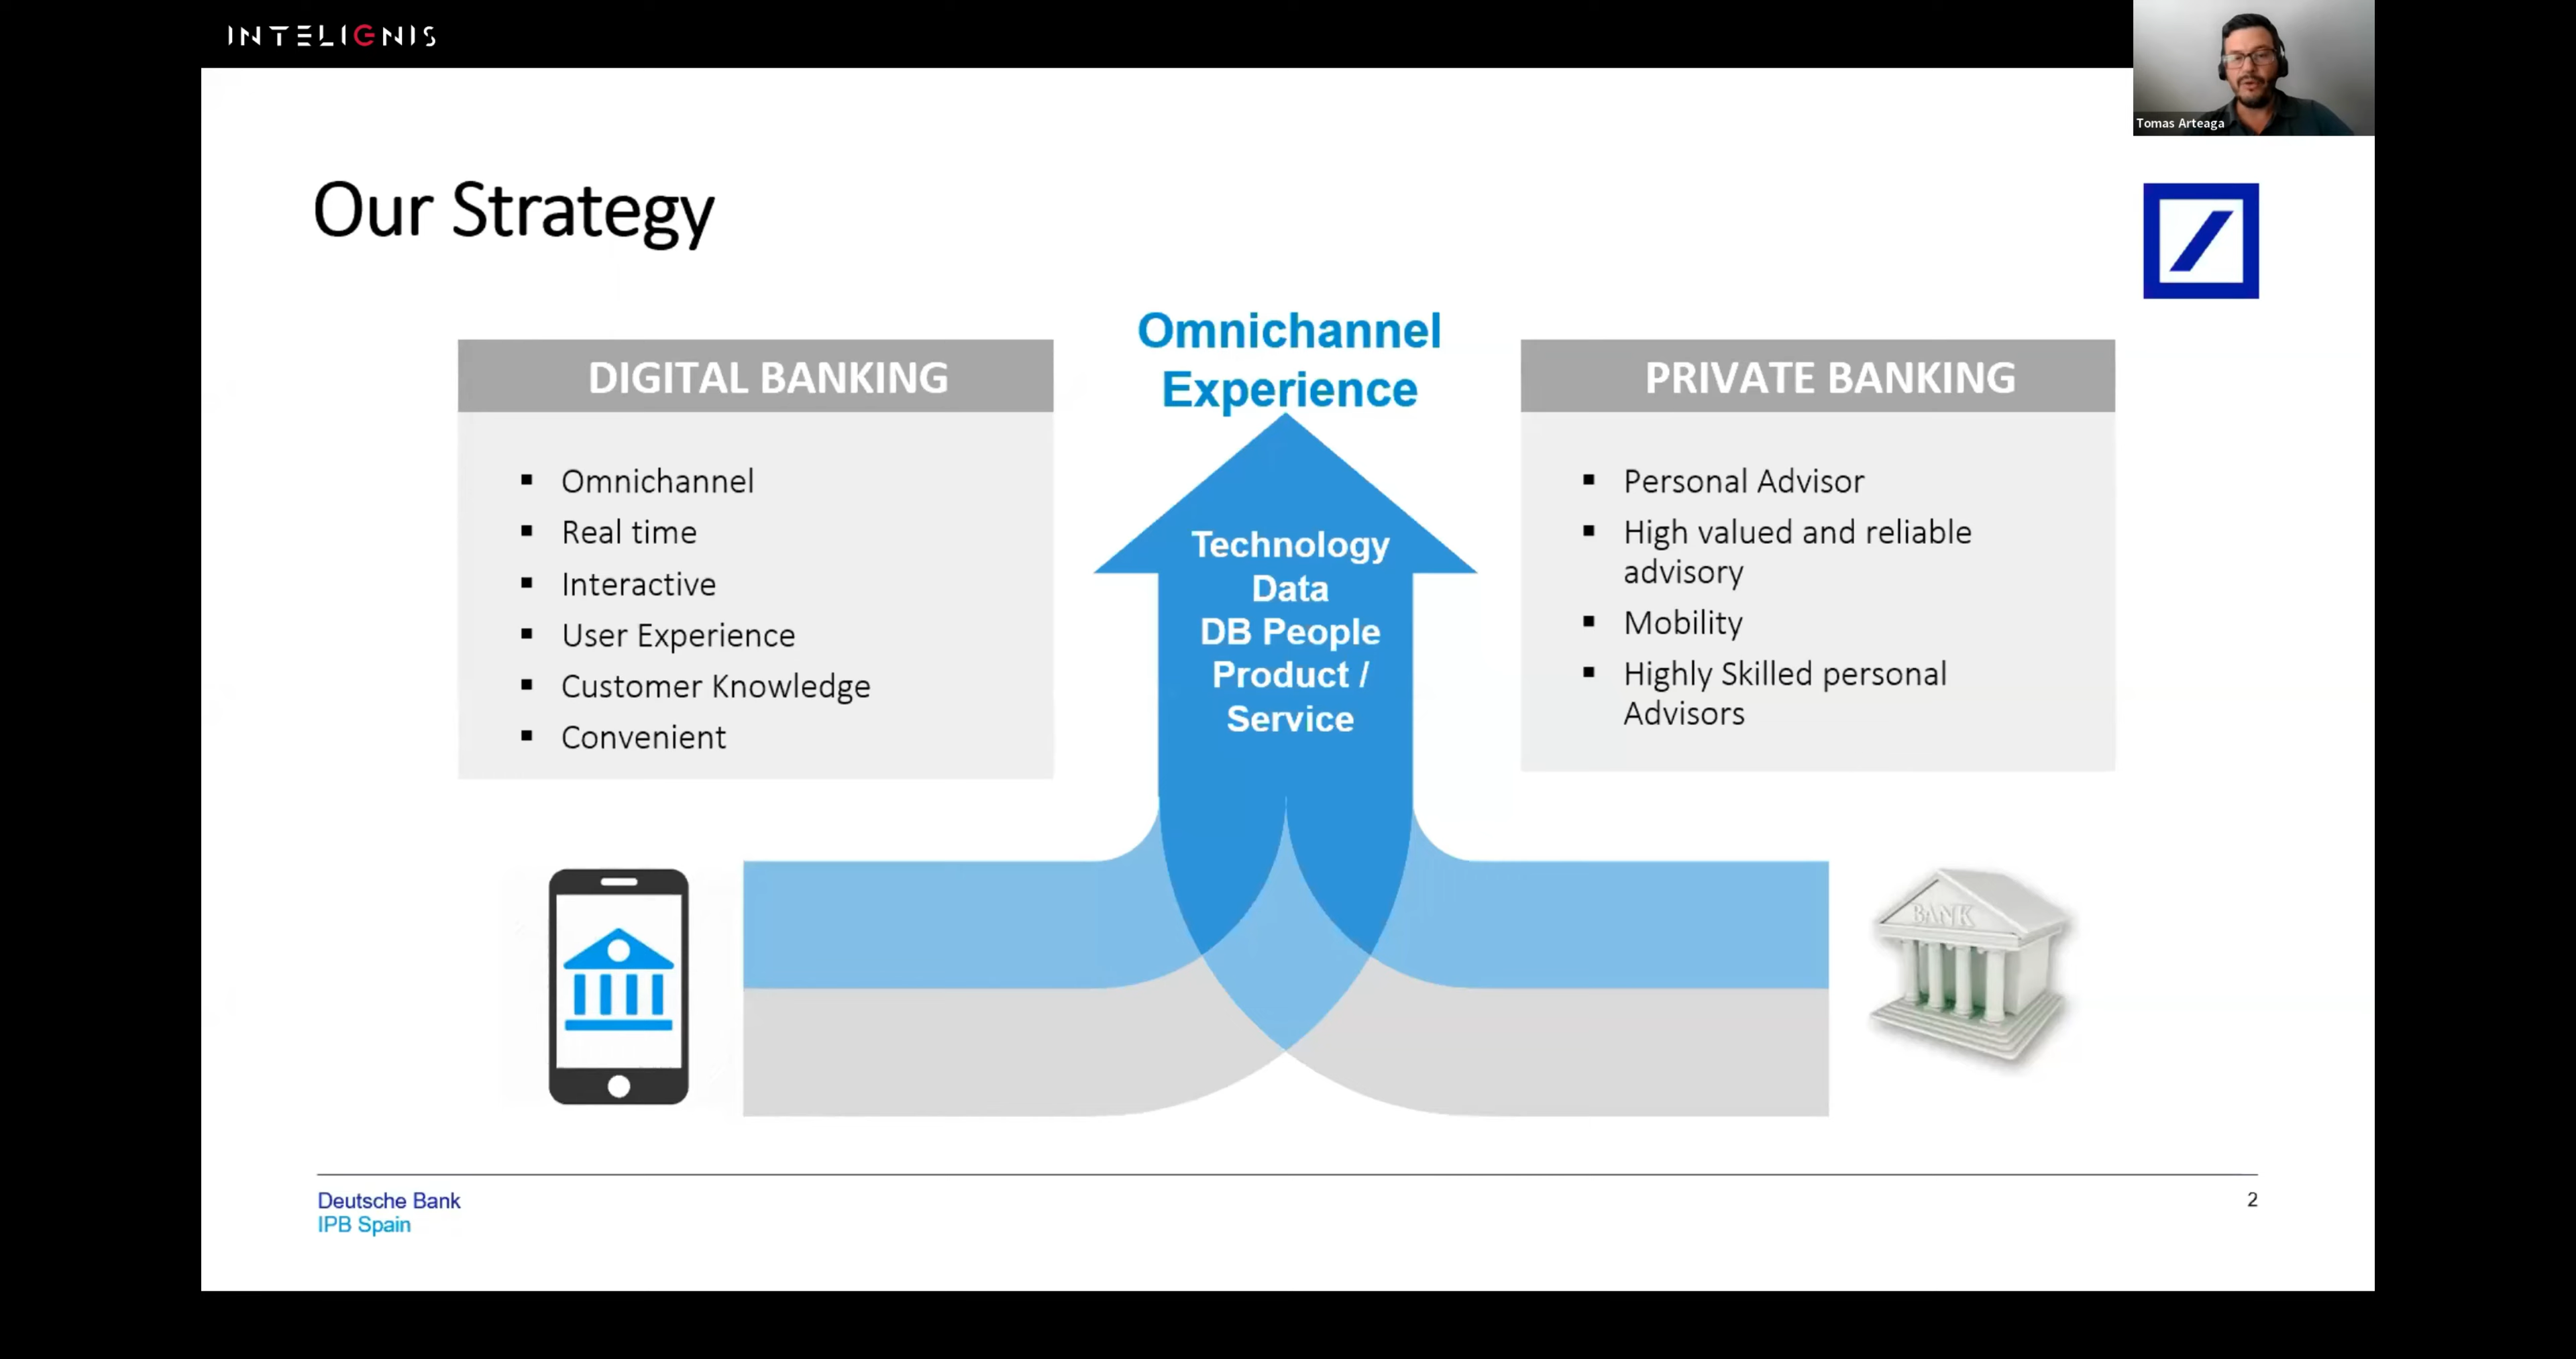 INTELIGNIS
Tomas Arteaga
Our Strategy
DIGITAL BANKING
▪ Omnichannel
▪ Real time
▪ Interactive
▪ User Experience
▪ Customer Knowledge
▪ Convenient
Omnichannel
Experience
Technology
Data
DB People
Product /
Service
PRIVATE BANKING
▪ Personal Advisor
▪ High valued and reliable
advisory
▪ Mobility
▪ Highly Skilled personal
Advisors
BANK
Deutsche Bank
IPB Spain
2